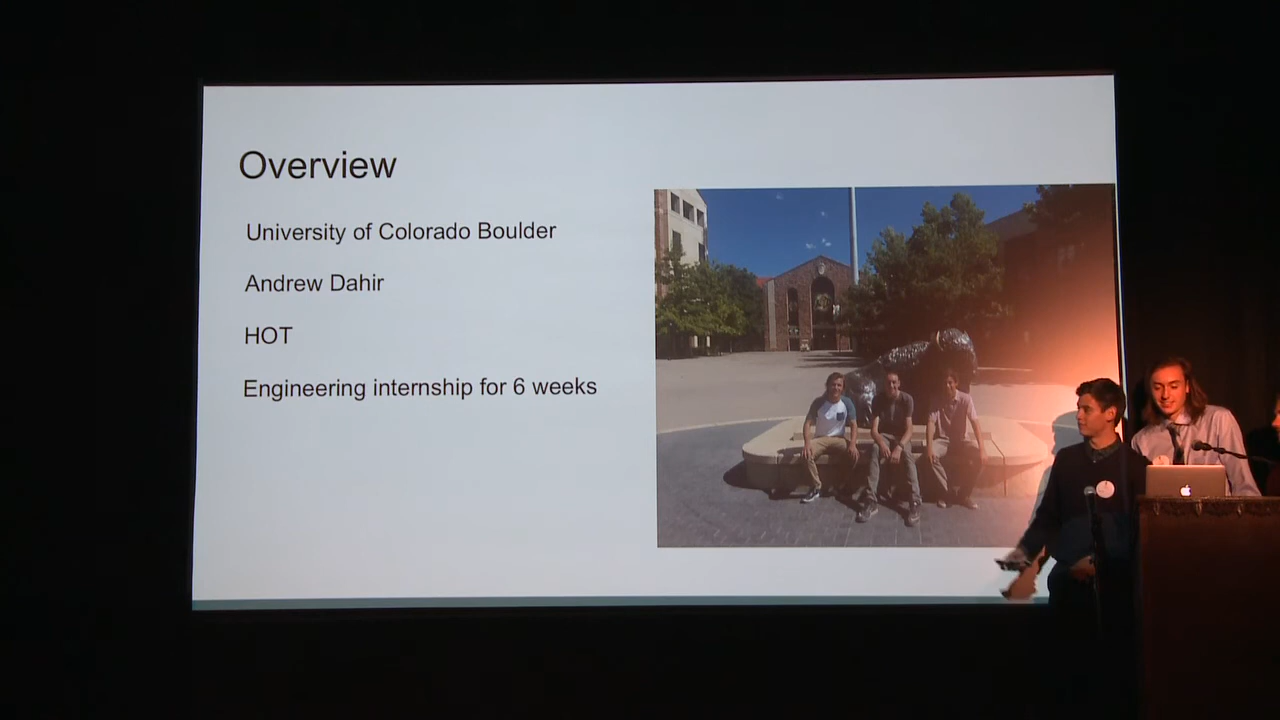 Overview
University of Colorado Boulder
Andrew Dahir
HOT
Engineering internship for 6 weeks